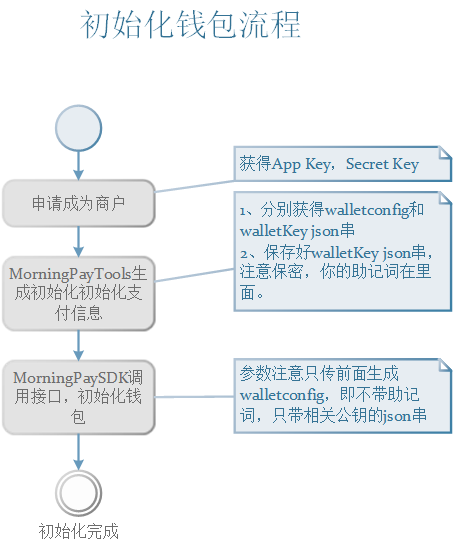 初始化钱包流程
获得App Key，Secret Key
申请成为商户
1、分别获得walletconfig和
walletKey json串
2、保存好walletKey json串，
注意保密，你的助记词在里
面。
MorningPayTools生
成初始化初始化支
付信息
参数注意只传前面生成
walletconfig，即不带助记
词，只带相关公钥的json串
MorningPaySDK调
用接口，初始化钱
包
初始化完成